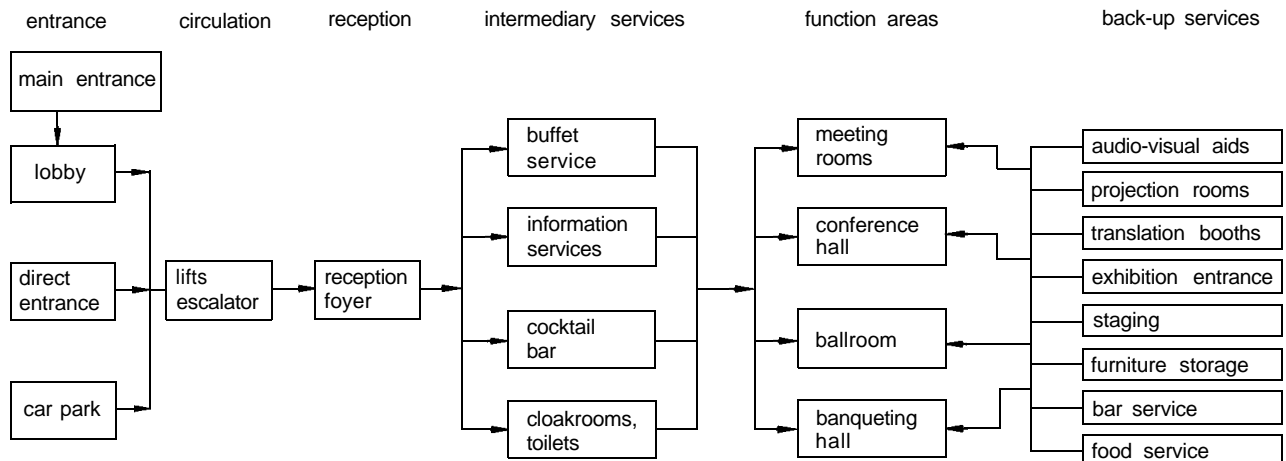 entrance
circulation
reception
intermediary services
function areas
back-up services
main entrance
lobby
direct
entrance
car park
lifts
escalator
reception
foyer
buffet
service
information
services
cocktail
bar
cloakrooms,
toilets
meeting
rooms
conference
hall
ballroom
banqueting
hall
audio-visual aids
projection rooms
translation booths
exhibition entrance
staging
furniture storage
bar service
food service